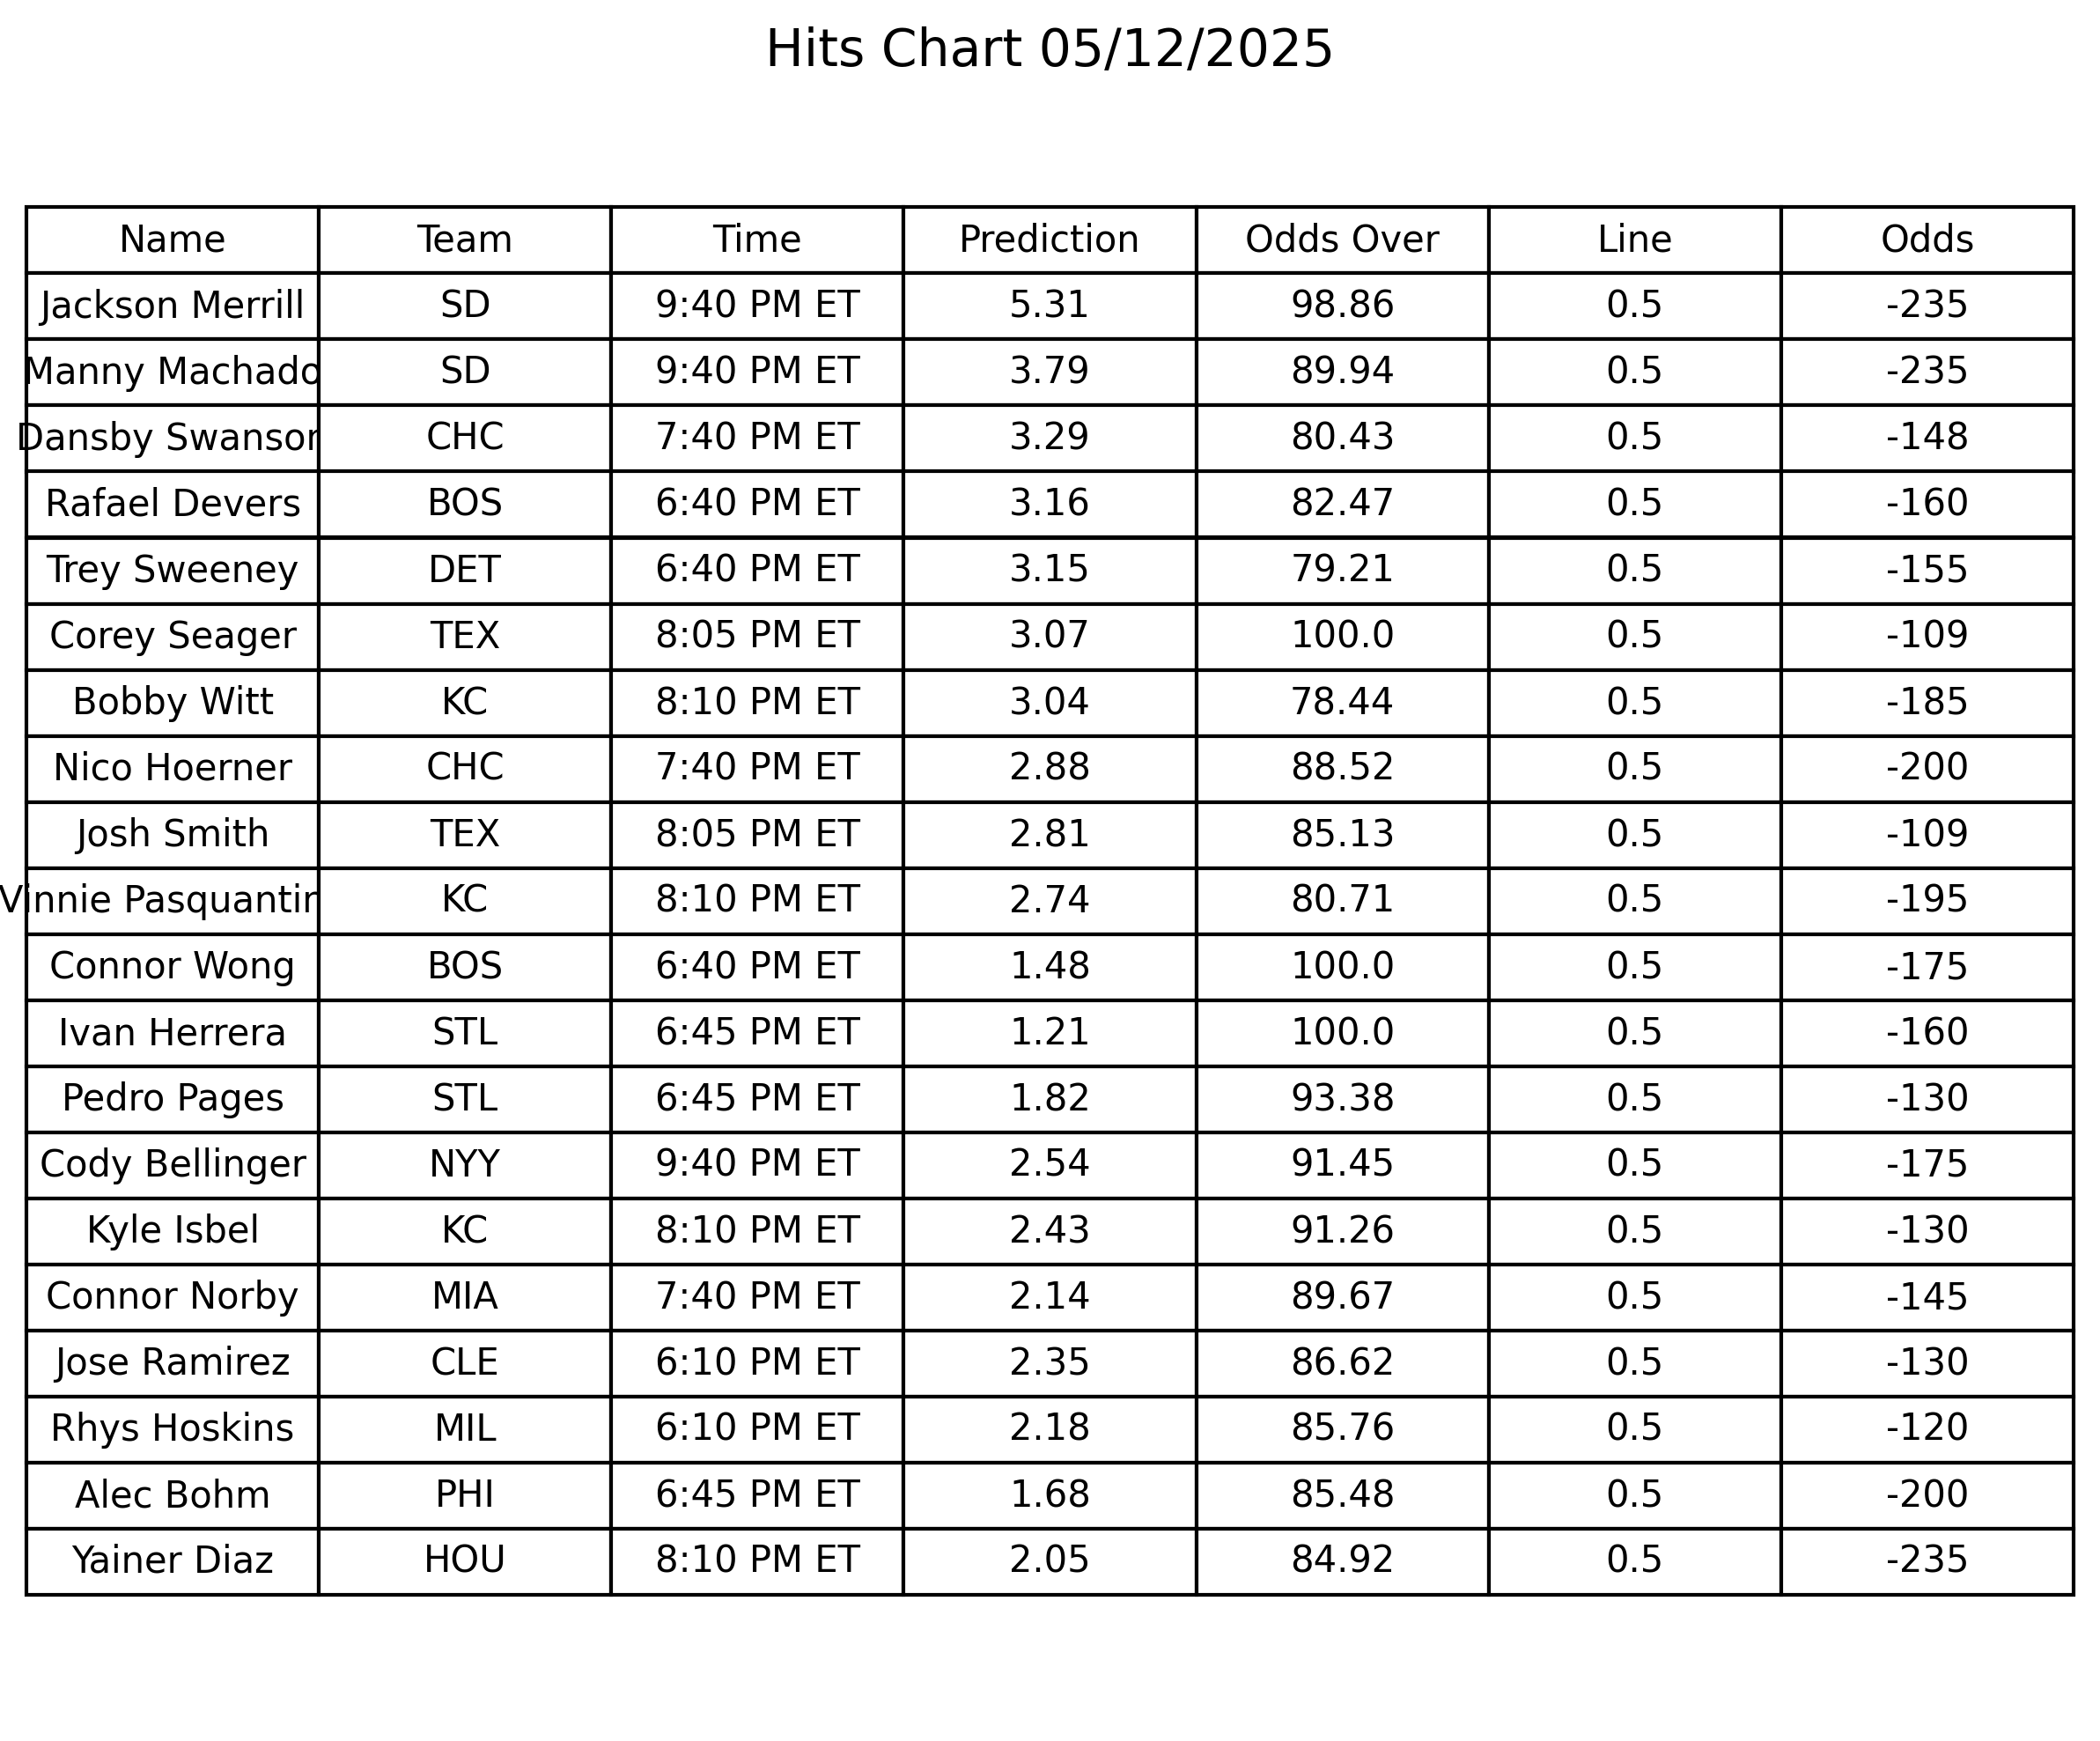 Hits Chart 05/12/2025
Name Team Time Prediction Odds Over Line Odds
Jackson Merrill SD 9:40 PM ET 5.31 98.86 0.5 -235
Manny Machado SD 9:40 PM ET 3.79 89.94 0.5 -235
Dansby Swanson CHC 7:40 PM ET 3.29 80.43 0.5 -148
Rafael Devers BOS 6:40 PM ET 3.16 82.47 0.5 -160
Trey Sweeney DET 6:40 PM ET 3.15 79.21 0.5 -155
Corey Seager TEX 8:05 PM ET 3.07 100.0 0.5 -109
Bobby Witt KC 8:10 PM ET 3.04 78.44 0.5 -185
Nico Hoerner CHC 7:40 PM ET 2.88 88.52 0.5 -200
Josh Smith TEX 8:05 PM ET 2.81 85.13 0.5 -109
Vinnie Pasquantin KC 8:10 PM ET 2.74 80.71 0.5 -195
Connor Wong BOS 6:40 PM ET 1.48 100.0 0.5 -175
Ivan Herrera STL 6:45 PM ET 1.21 100.0 0.5 -160
Pedro Pages STL 6:45 PM ET 1.82 93.38 0.5 -130
Cody Bellinger NYY 9:40 PM ET 2.54 91.45 0.5 -175
Kyle Isbel KC 8:10 PM ET 2.43 91.26 0.5 -130
Connor Norby MIA 7:40 PM ET 2.14 89.67 0.5 -145
Jose Ramirez CLE 6:10 PM ET 2.35 86.62 0.5 -130
Rhys Hoskins MIL 6:10 PM ET 2.18 85.76 0.5 -120
Alec Bohm PHI 6:45 PM ET 1.68 85.48 0.5 -200
Yainer Diaz HOU 8:10 PM ET 2.05 84.92 0.5 -235